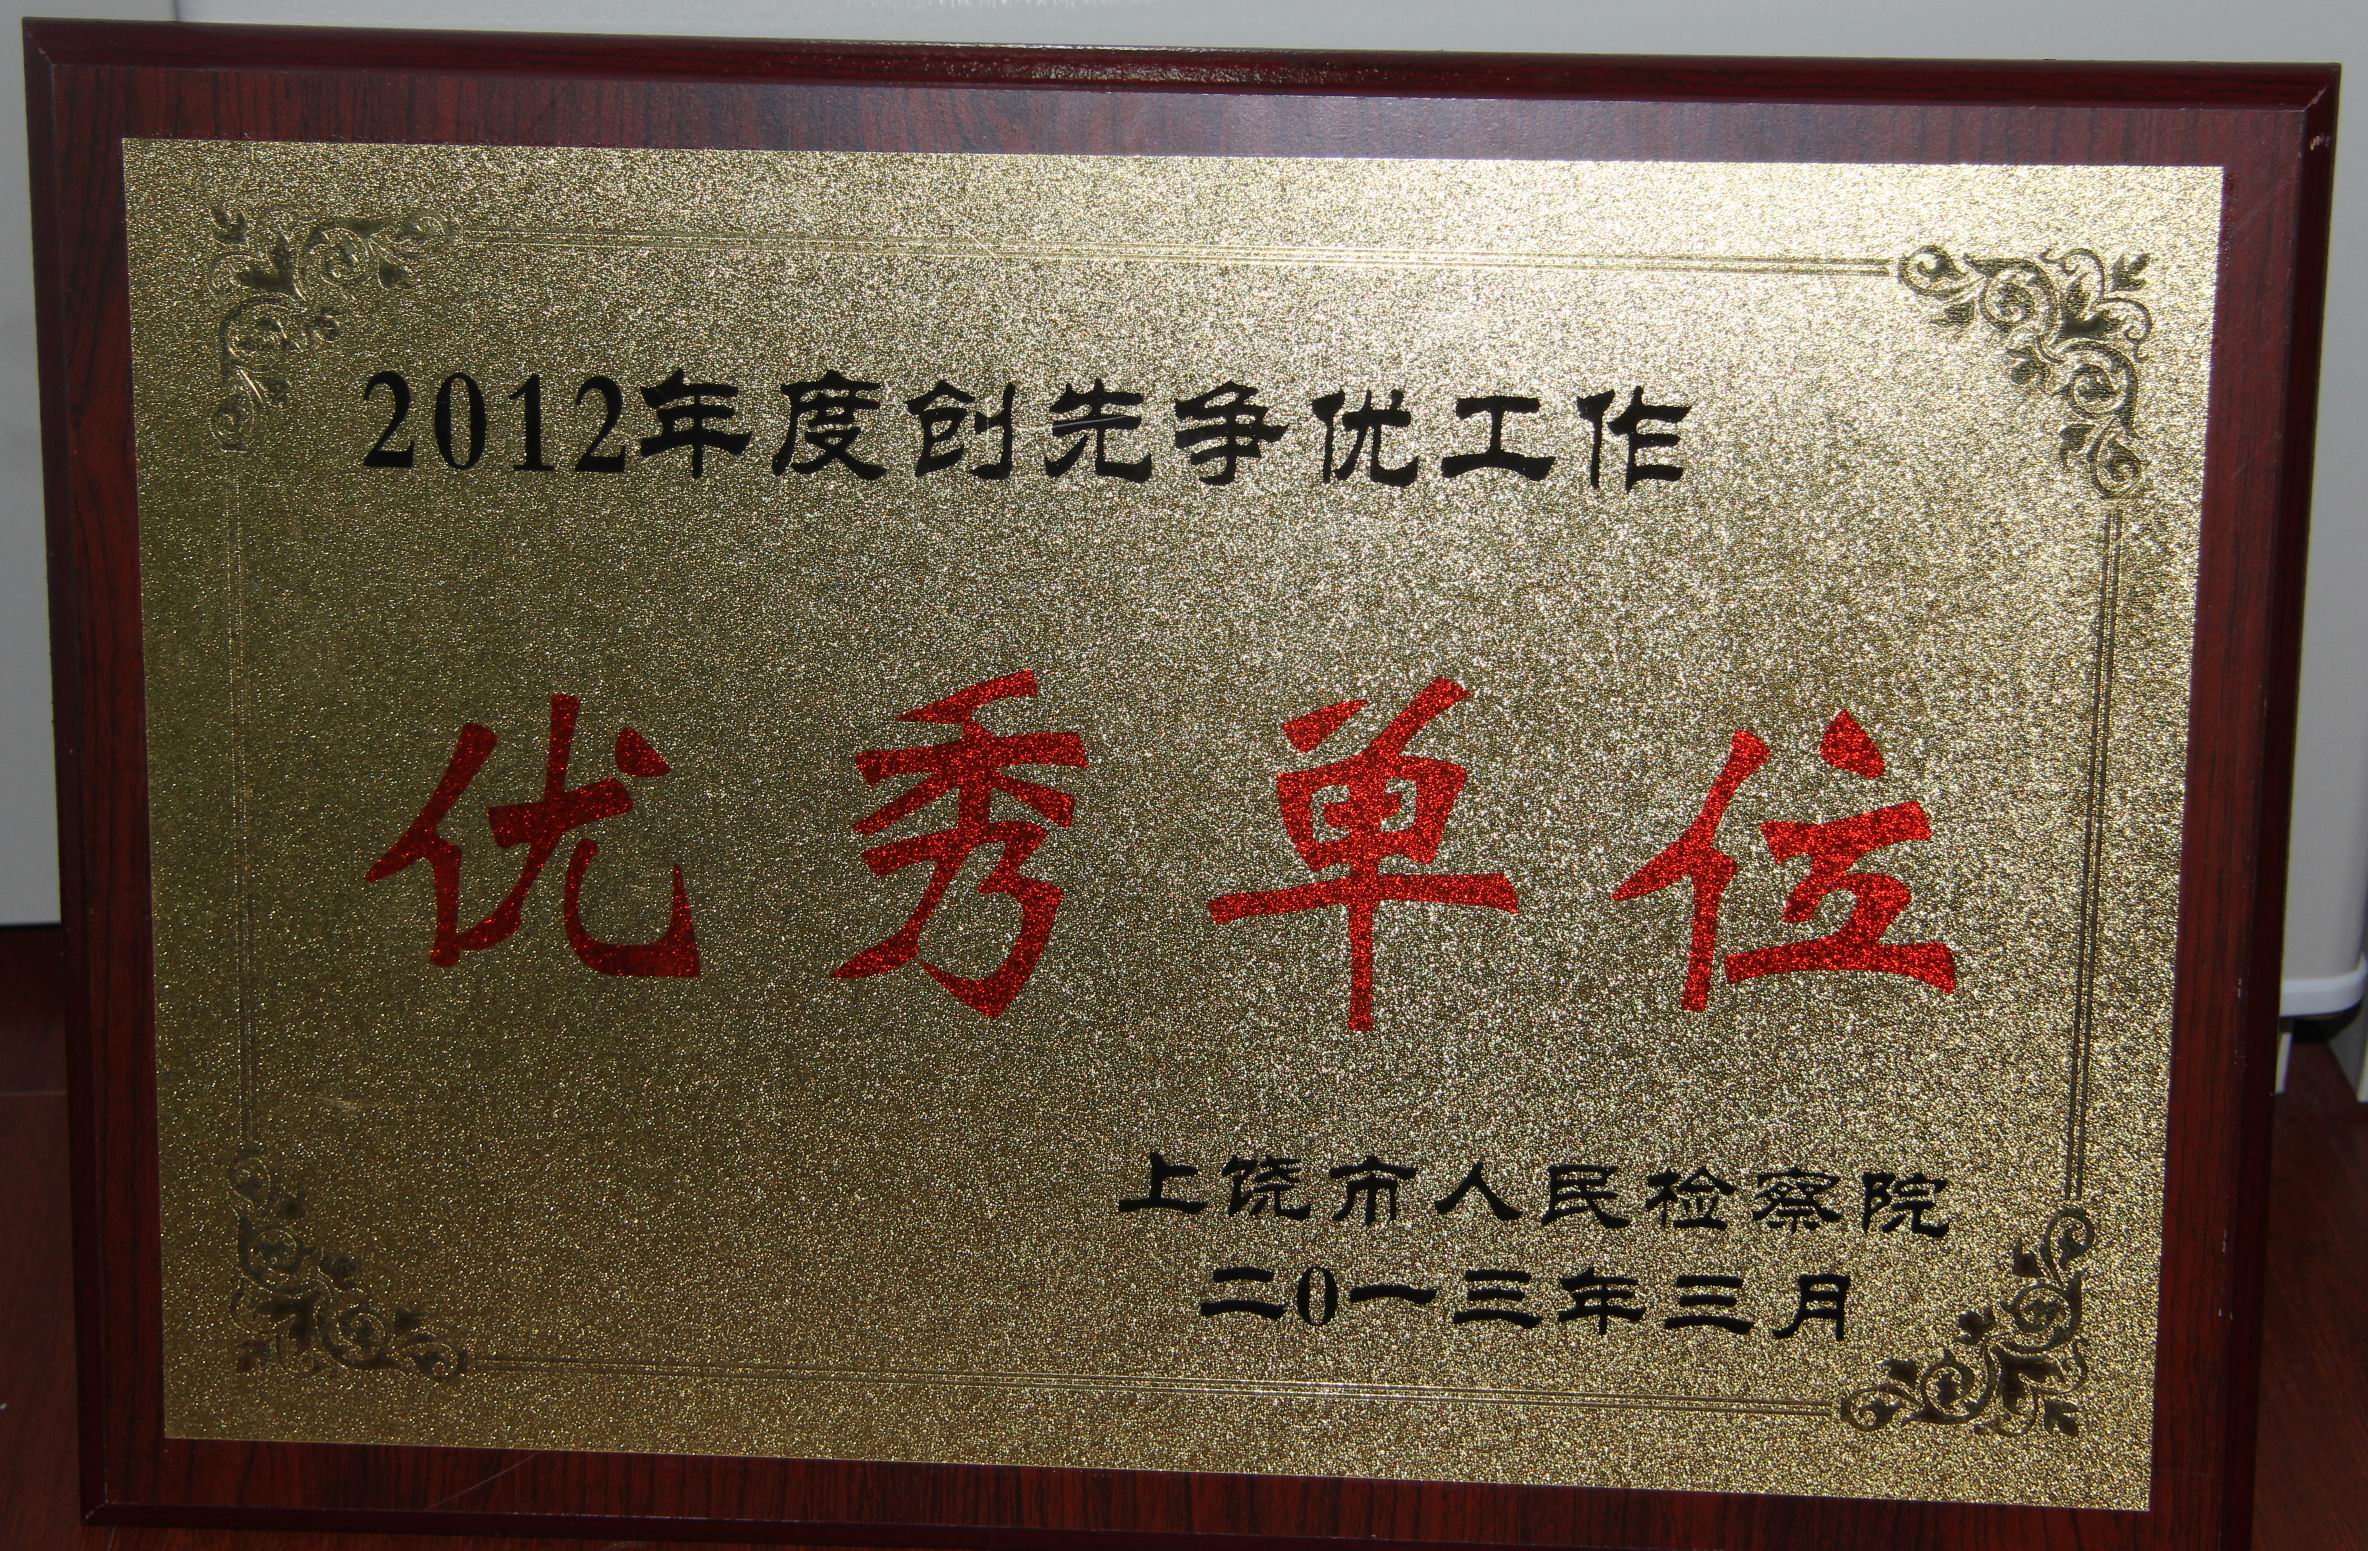 2012年度创先争优工作
优秀单位
上饶市人民检察院
二0一三年三月